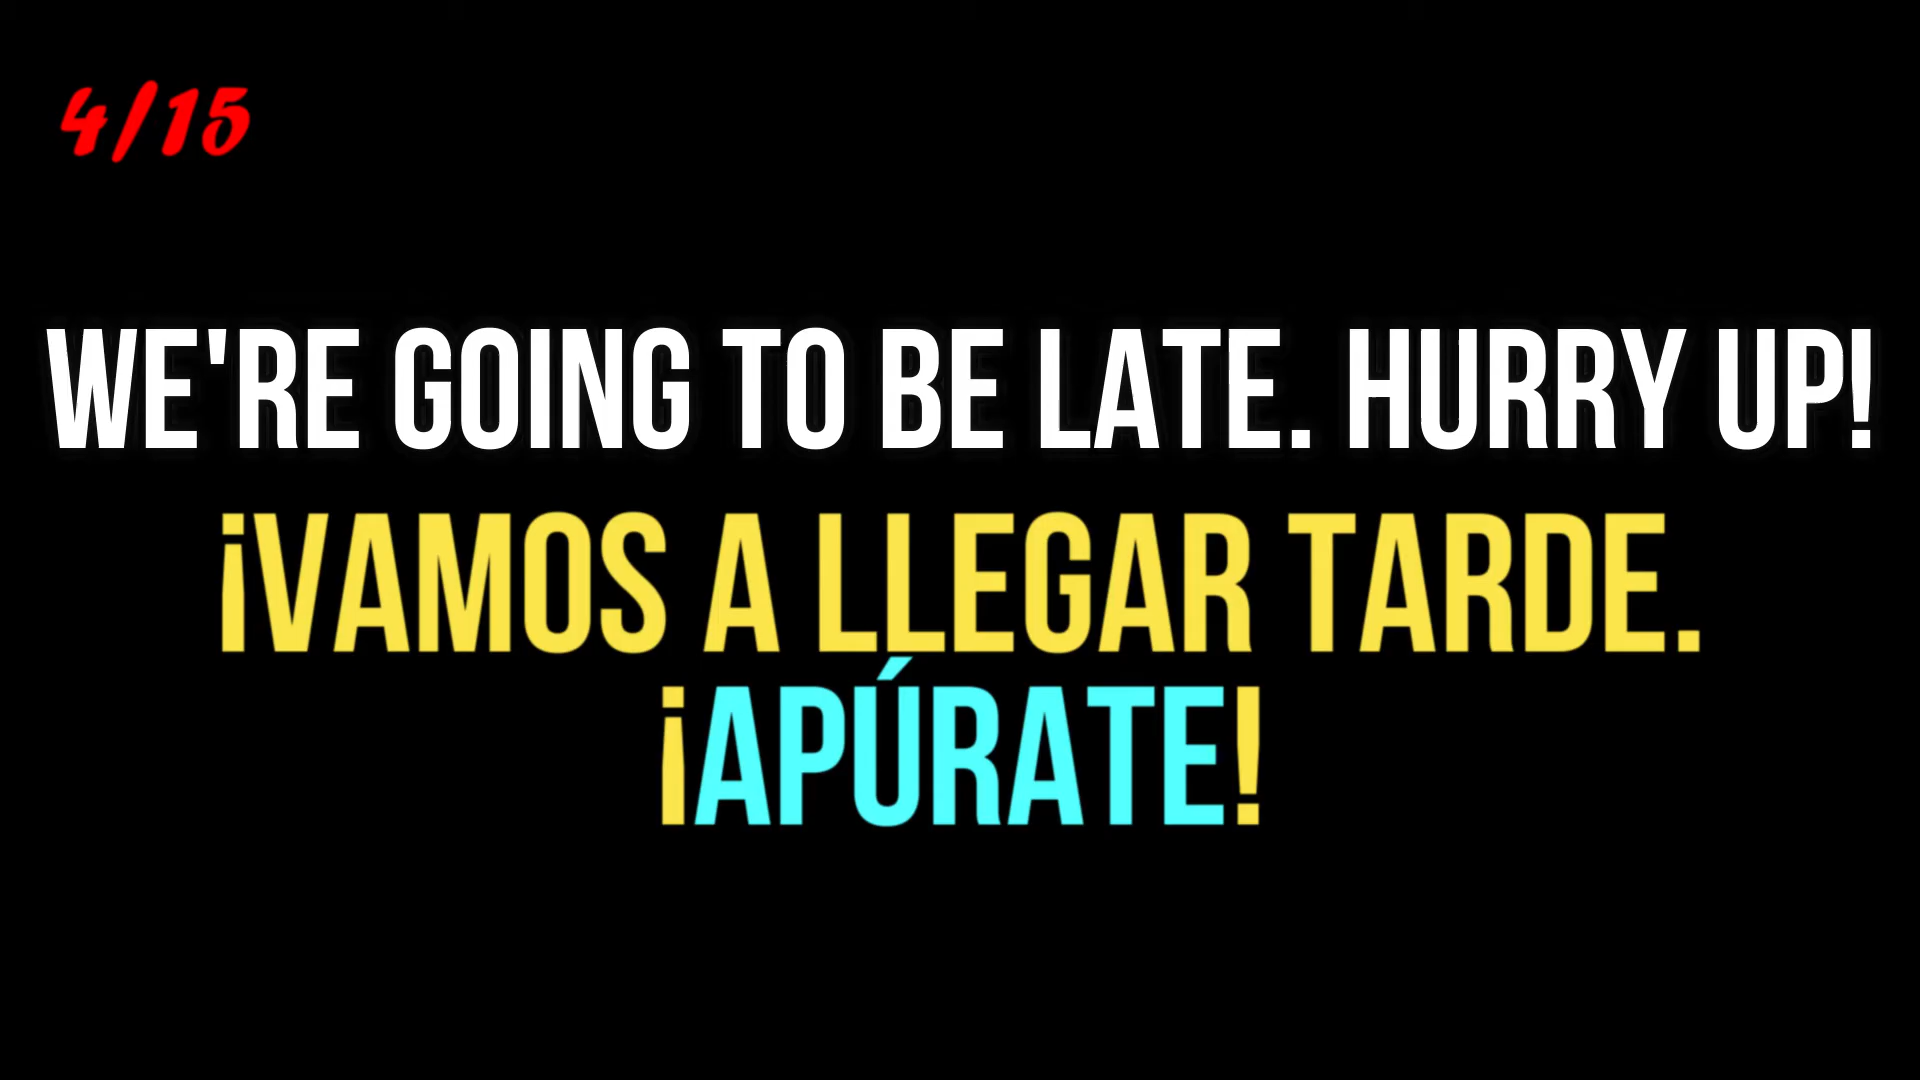 4/15
WE'RE GOING TO BE LATE. HURRY UP!
¡VAMOS A LLEGAR TARDE.
¡APÚRATE!